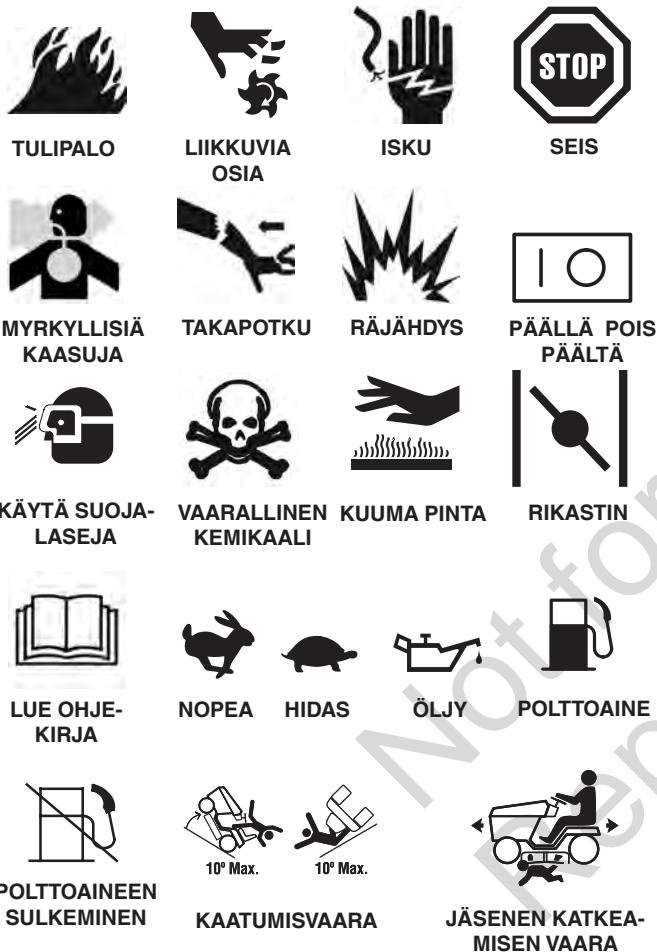 STOP
TULIPALO
LIIKKUVIA
OSIA
ISKU
SEIS
MYRKYLLISIÄ
KAASUJA
TAKAPOTKU
RÄJÄHDYS
PÄÄLLÄ POIS
PÄÄLTÄ
KÄYTÄ SUOJA-
LASEJA
VAARALLINEN
KEMIKAALI
KUUMA PINTA
RIKASTIN
LUE OHJE-
KIRJA
NOPEA
HIDAS
ÖLJY
POLTTOAINE
10º Max.
10º Max.
POLTTOAINEEN
SULKEMINEN
KAATUMISVAARA
JÄSENEN KATKEA-
MISEN VAARA
Not for